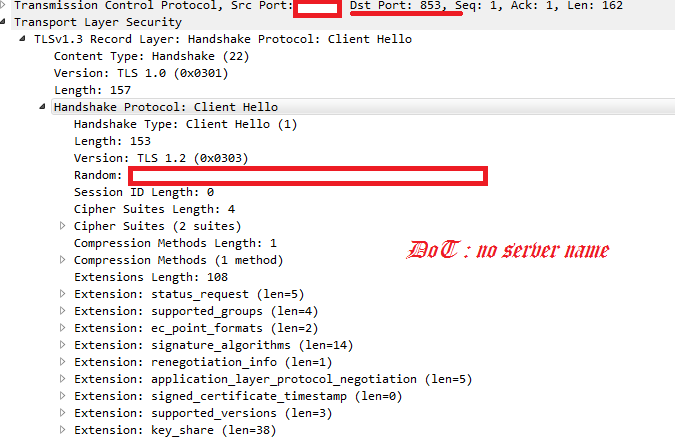 Transmission Control Protocol, Src Port: Dst Port: 853, Seq: 1, Ack: 1, Len: 162
Transport Layer Security
TLSv1.3 Record Layer: Handshake Protocol: Client Hello
Content Type: Handshake (22)
Version: TLS 1.0 (0x0301)
Length: 157
Handshake Protocol: Client Hello
Handshake Type: Client Hello (1)
Length: 153
Version: TLS 1.2 (0x0303)
Random:
Session ID Length: 0
Cipher Suites Length: 4
Cipher Suites (2 suites)
Compression Methods Length: 1
Compression Methods (1 method)
DoT : no server name
Extensions Length: 108
Extension: status_request (len=5)
Extension: supported_groups (len=4)
Extension: ec_point_formats (len=2)
Extension: signature_algorithms (len=14)
Extension: renegotiation_info (len=1)
Extension: application_layer_protocol_negotiation (len=5)
Extension: signed_certificate_timestamp (len=0)
Extension: supported_versions (len=3)
Extension: key_share (len=38)